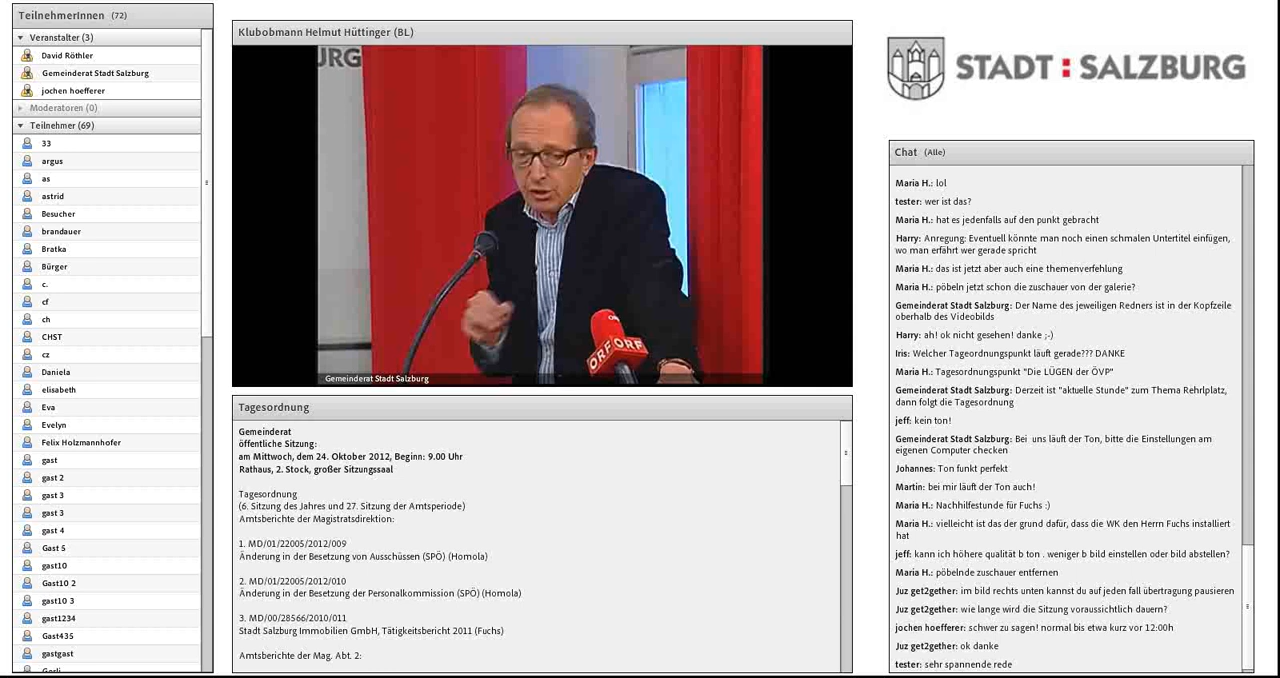 TeilnehmerInnen (72)
Veranstalter (3)
David Röthler
Gemeinderat Stadt Salzburg
jochen hoefferer
Moderatoren (0)
Teilnehmer (69)
33
argus
as
astrid
Besucher
brandauer
Bratka
Bürger
c.
cf
ch
CHST
cz
Daniela
elisabeth
Eva
Evelyn
Felix Holzmannhofer
gast
gast 2
gast 3
gast 3
gast 4
Gast 5
gast10
Gast10 2
gast10 3
gast1234
Gast435
gastgast
Klubobmann Helmut Hüttinger (BL)
URG
ORF ORF
Gemeinderat Stadt Salzburg
Tagesordnung
Gemeinderat
öffentliche Sitzung:
am Mittwoch, dem 24. Oktober 2012, Beginn: 9.00 Uhr
Rathaus, 2. Stock, großer Sitzungssaal
Tagesordnung
(6. Sitzung des Jahres und 27. Sitzung der Amtsperiode)
Amtsberichte der Magistratsdirektion:
1. MD/01/22005/2012/009
Änderung in der Besetzung von Ausschüssen (SPÖ) (Homola)
2. MD/01/22005/2012/010
Änderung in der Besetzung der Personalkommission (SPÖ) (Homola)
3. MD/00/28566/2010/011
Stadt Salzburg Immobilien GmbH, Tätigkeitsbericht 2011 (Fuchs)
Amtsberichte der Mag. Abt. 2:
STADT : SALZBURG
Chat (Alle)
Maria H.: lol
tester: wer ist das?
Maria H.: hat es jedenfalls auf den punkt gebracht
Harry: Anregung: Eventuell könnte man noch einen schmalen Untertitel einfügen,
wo man erfährt wer gerade spricht
Maria H.: das ist jetzt aber auch eine themenverfehlung
Maria H.: pöbeln jetzt schon die zuschauer von der galerie?
Gemeinderat Stadt Salzburg: Der Name des jeweiligen Redners ist in der Kopfzeile
oberhalb des Videobilds
Harry: ah! ok nicht gesehen! danke ;-)
Iris: Welcher Tageordnungspunkt läuft gerade??? DANKE
Maria H.: Tagesordnungspunkt "Die LÜGEN der ÖVP"
Gemeinderat Stadt Salzburg: Derzeit ist "aktuelle Stunde" zum Thema Rehrlplatz,
dann folgt die Tagesordnung
jeff: kein ton!
Gemeinderat Stadt Salzburg: Bei uns läuft der Ton, bitte die Einstellungen am
eigenen Computer checken
Johannes: Ton funkt perfekt
Martin: bei mir läuft der Ton auch!
Maria H.: Nachhilfestunde für Fuchs :)
Maria H.: vielleicht ist das der grund dafür, dass die WK den Herrn Fuchs installiert
hat
jeff: kann ich höhere qualität b ton . weniger b bild einstellen oder bild abstellen?
Maria H.: pöbelnde zuschauer entfernen
Juz get2gether: im bild rechts unten kannst du auf jeden fall übertragung pausieren
Juz get2gether: wie lange wird die Sitzung voraussichtlich dauern?
jochen hoefferer: schwer zu sagen! normal bis etwa kurz vor 12:00h
Juz get2gether: ok danke
tester: sehr spannende rede